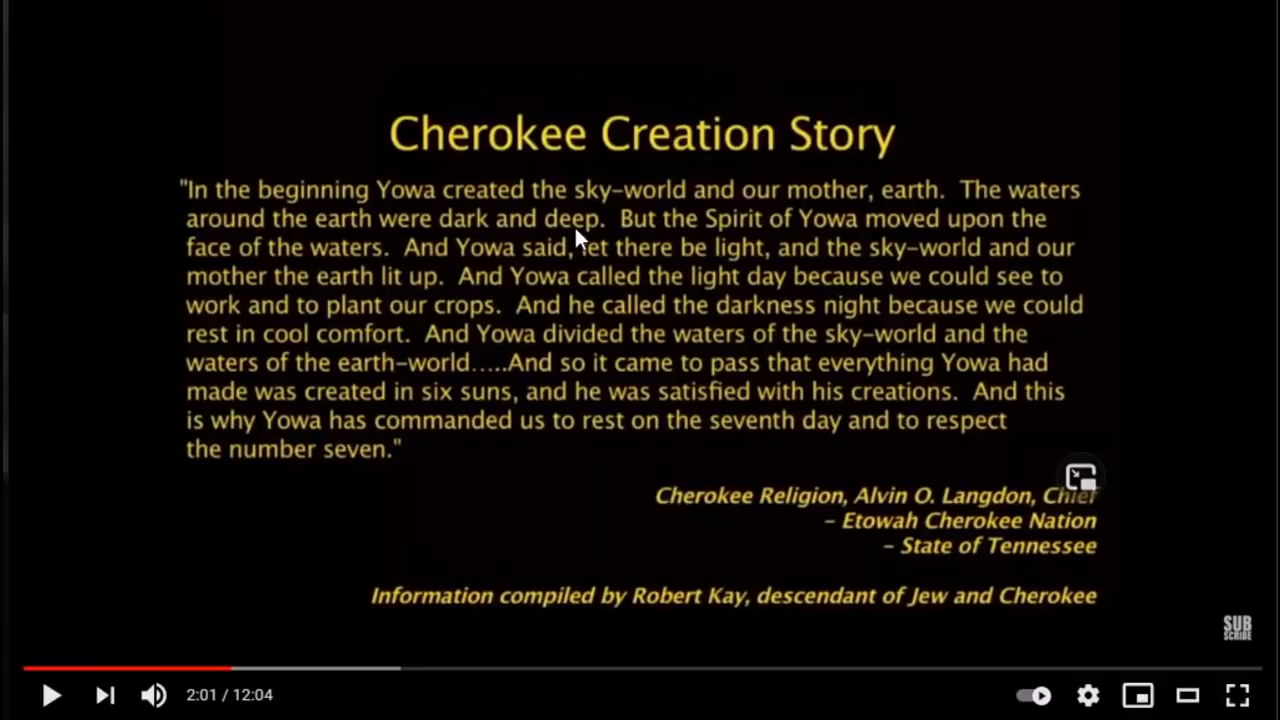 Cherokee Creation Story
"In the beginning Yowa created the sky-world and our mother, earth. The waters
around the earth were dark and deep. But the Spirit of Yowa moved upon the
face of the waters. And Yowa said, let there be light, and the sky-world and our
mother the earth lit up. And Yowa called the light day because we could see to
work and to plant our crops. And he called the darkness night because we could
rest in cool comfort. And Yowa divided the waters of the sky-world and the
waters of the earth-world.....And so it came to pass that everything Yowa had
made was created in six suns, and he was satisfied with his creations. And this
is why Yowa has commanded us to rest on the seventh day and to respect
the number seven."
Cherokee Religion, Alvin O. Langdon, Chief
- Etowah Cherokee Nation
- State of Tennessee
Information compiled by Robert Kay, descendant of Jew and Cherokee
SUB
SCRIBE
2:01 / 12:04